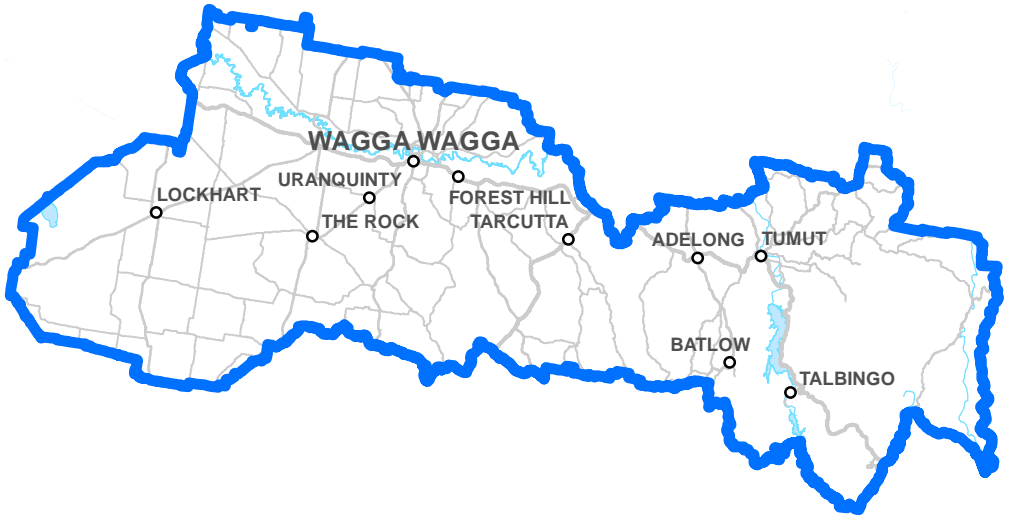 WAGGA WAGGA
URANQUINTY
LOCKHART
FOREST HILL
THE ROCK
TARCUTTA
ADELONG
TUMUT
BATLOW
TALBINGO